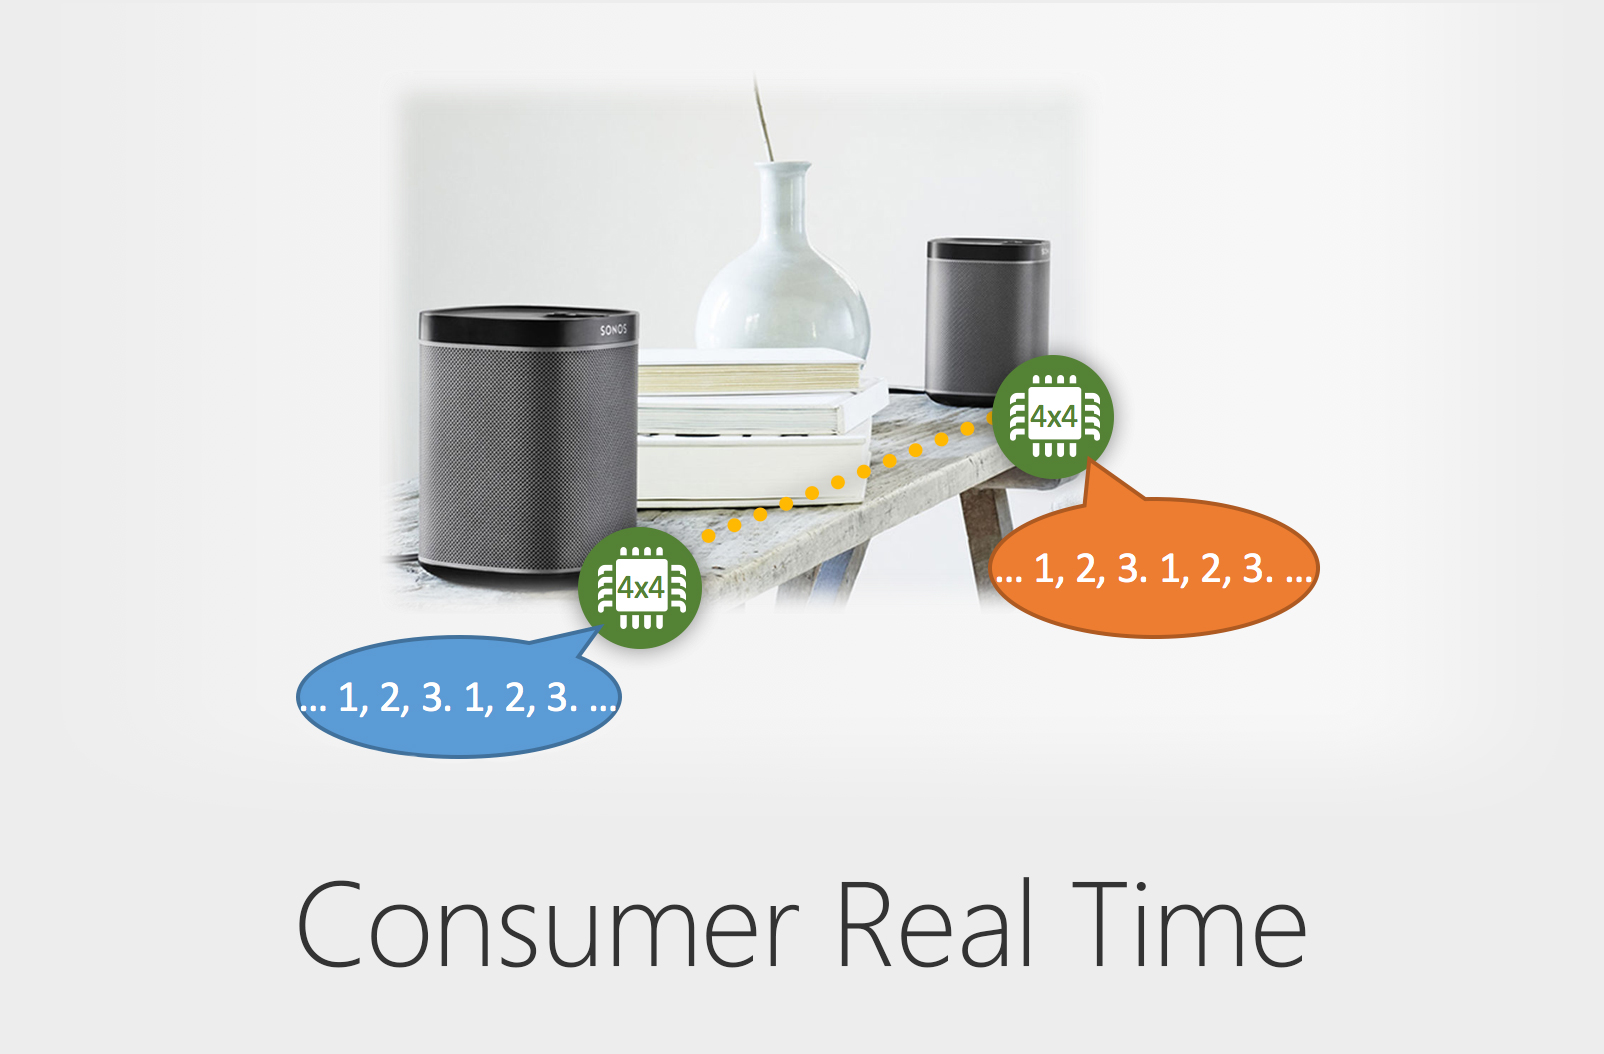 SONOS
4x4
... 1, 2, 3. 1, 2, 3. ...
4x4
... 1, 2, 3. 1, 2, 3. ...
Consumer Real Time